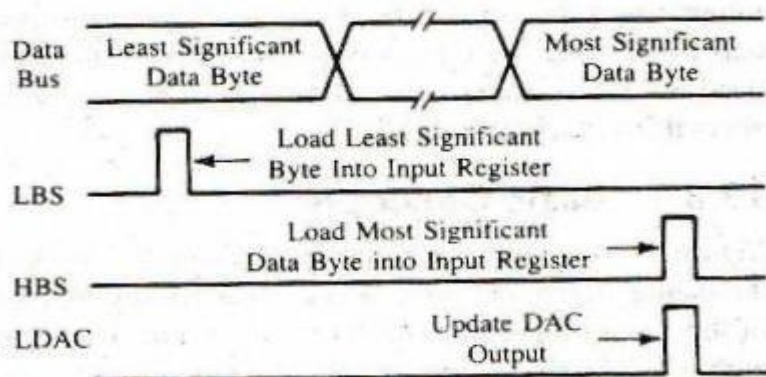 Data
Bus
Least Significant
Data Byte
Most Significant
Data Byte
Load Least Significant
Byte Into Input Register
LBS
Load Most Significant
Data Byte into Input Register
HBS
LDAC
Update DAC
Output